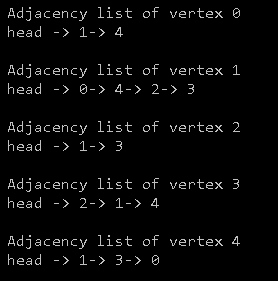 Adjacency list of vertex 0
head -> 1-> 4
Adjacency list of vertex 1
head -> 0-> 4-> 2-> 3
Adjacency list of vertex 2
head -> 1-> 3
Adjacency list of vertex 3
head -> 2-> 1-> 4
Adjacency list of vertex 4
head -> 1-> 3-> 0